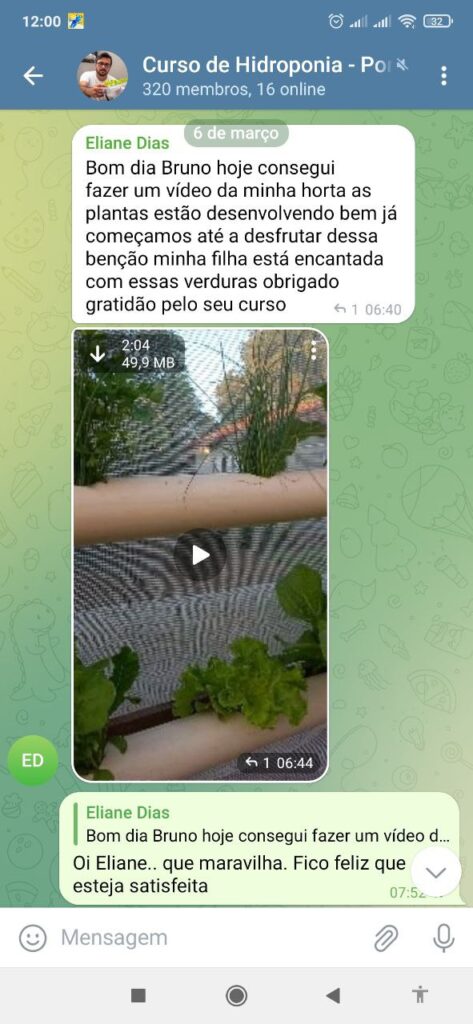 12:00
32
Curso de Hidroponia - Po
320 membros, 16 online
6 de março
Eliane Dias
Bom dia Bruno hoje consegui
fazer um vídeo da minha horta as
plantas estão desenvolvendo bem já
começamos até a desfrutar dessa
benção minha filha está encantada
com essas verduras obrigado
gratidão pelo seu curso
1 06:40
2:04
49,9 MB
ED
1 06:44
Eliane Dias
Bom dia Bruno hoje consegui fazer um vídeo d...
Oi Eliane.. que maravilha. Fico feliz que
esteja satisfeita
07:52
Mensagem